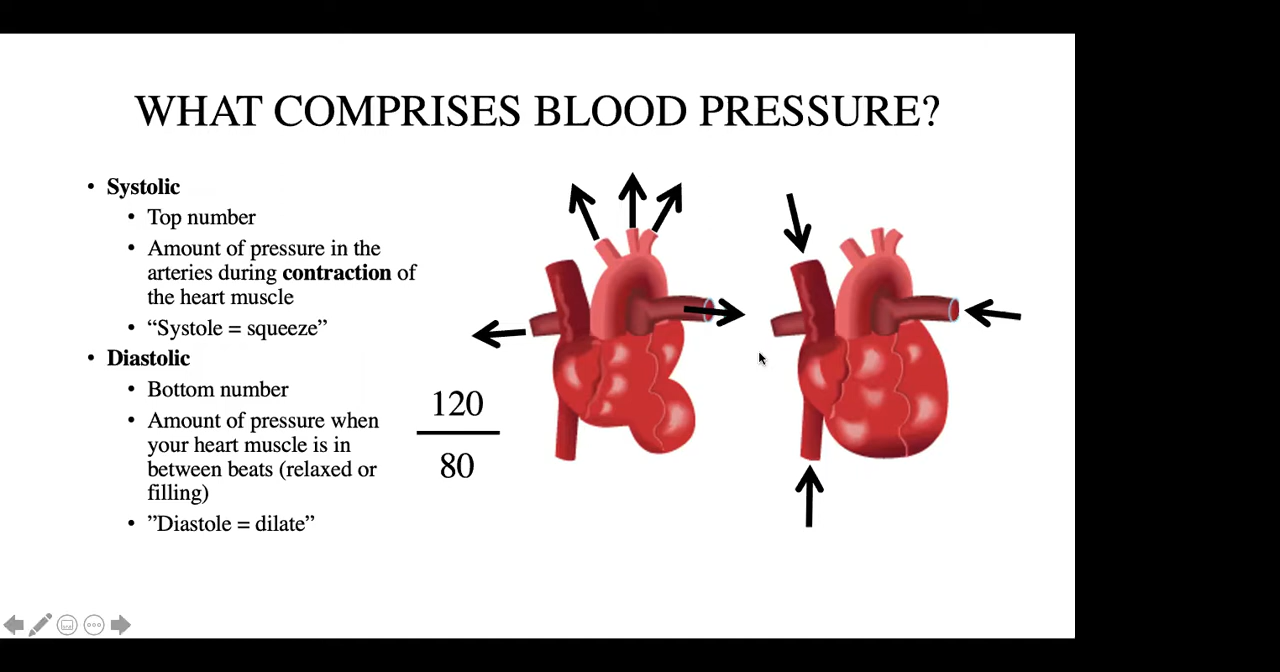 WHAT COMPRISES BLOOD PRESSURE?
• Systolic
• Top number
• Amount of pressure in the
arteries during contraction of
the heart muscle
• “Systole = squeeze”
• Diastolic
• Bottom number
• Amount of pressure when
your heart muscle is in
between beats (relaxed or
filling)
• ”Diastole = dilate”
120
80